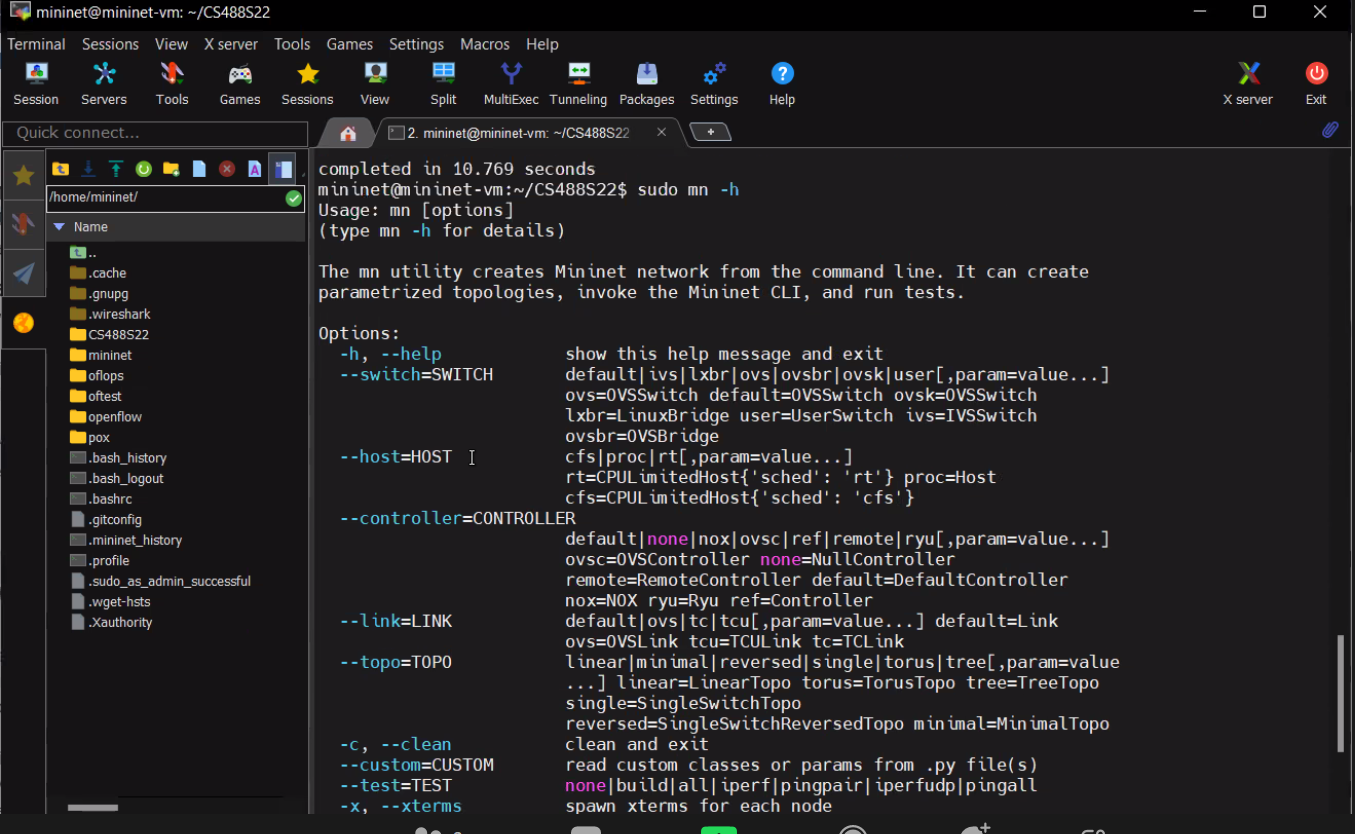 mininet@mininet-vm: ~/CS488S22
Terminal Sessions View X server Tools Games Settings Macros Help
Session Servers Tools Games Sessions View Split MultiExec Tunneling Packages Settings Help X server Exit
Quick connect...
2. mininet@mininet-vm: ~/CS488S22
/home/mininet/
Name
..
.cache
.gnupg
.wireshark
CS488S22
mininet
oflops
oftest
openflow
pox
.bash_history
.bash_logout
.bashrc
.gitconfig
.mininet_history
.profile
.sudo_as_admin_successful
.wget-hsts
.Xauthority
completed in 10.769 seconds
mininet@mininet-vm:~/CS488S22$ sudo mn -h
Usage: mn [options]
(type mn -h for details)
The mn utility creates Mininet network from the command line. It can create
parametrized topologies, invoke the Mininet CLI, and run tests.
Options:
-h, --help show this help message and exit
--switch=SWITCH default|ivs|lxbr|ovs|ovsbr|ovsk|user[,param=value...]
ovs=OVSSwitch default=OVSSwitch ovsk=OVSSwitch
lxbr=LinuxBridge user=UserSwitch ivs=IVSSwitch
ovsbr=OVSBridge
--host=HOST cfs|proc|rt[,param=value...]
rt=CPULimitedHost{'sched': 'rt'} proc=Host
cfs=CPULimitedHost{'sched': 'cfs'}
--controller=CONTROLLER
default|none|nox|ovsc|ref|remote|ryu[,param=value...]
ovsc=OVSController none=NullController
remote=RemoteController default=DefaultController
nox=NOX ryu=Ryu ref=Controller
--link=LINK default|ovs|tc|tcu[,param=value...] default=Link
ovs=OVSLink tcu=TCULink tc=TCLink
--topo=TOPO linear|minimal|reversed|single|torus|tree[,param=value
...] linear=LinearTopo torus=TorusTopo tree=TreeTopo
single=SingleSwitchTopo
reversed=SingleSwitchReversedTopo minimal=MinimalTopo
-c, --clean clean and exit
--custom=CUSTOM read custom classes or params from .py file(s)
--test=TEST none|build|all|iperf|pingpair|iperfudp|pingall
-x, --xterms spawn xterms for each node